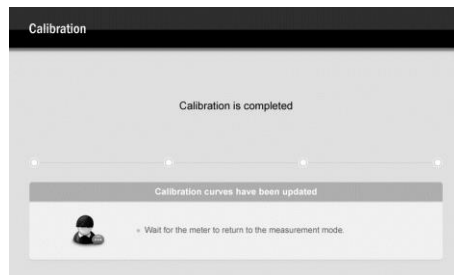 Calibration
Calibration is completed
Calibration curves have been updated
Wait for the meter to return to the measurement mode.